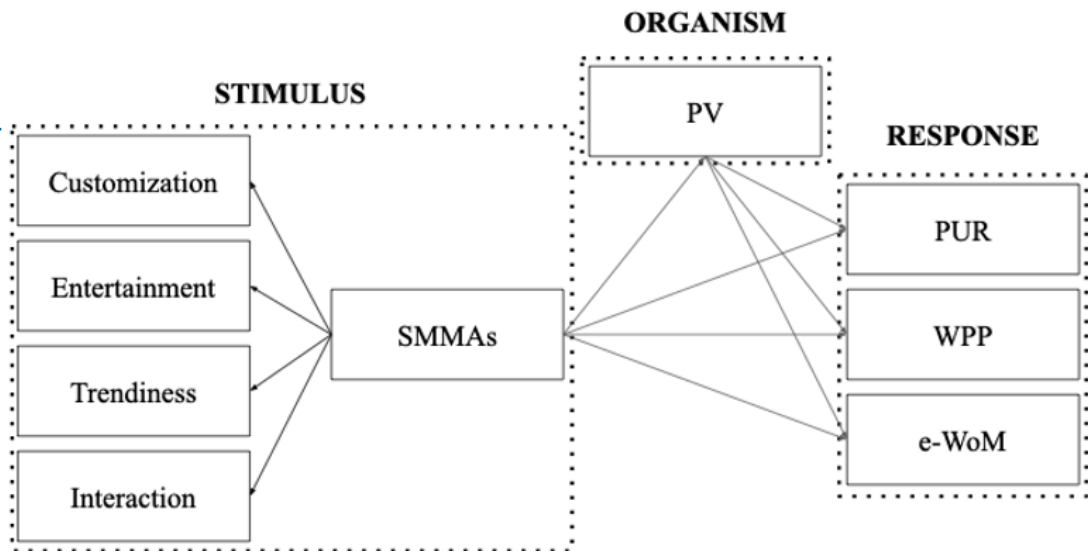 ORGANISM
PV
STIMULUS
Customization
Entertainment
Trendiness
Interaction
SMMAs
RESPONSE
PUR
WPP
e-WoM